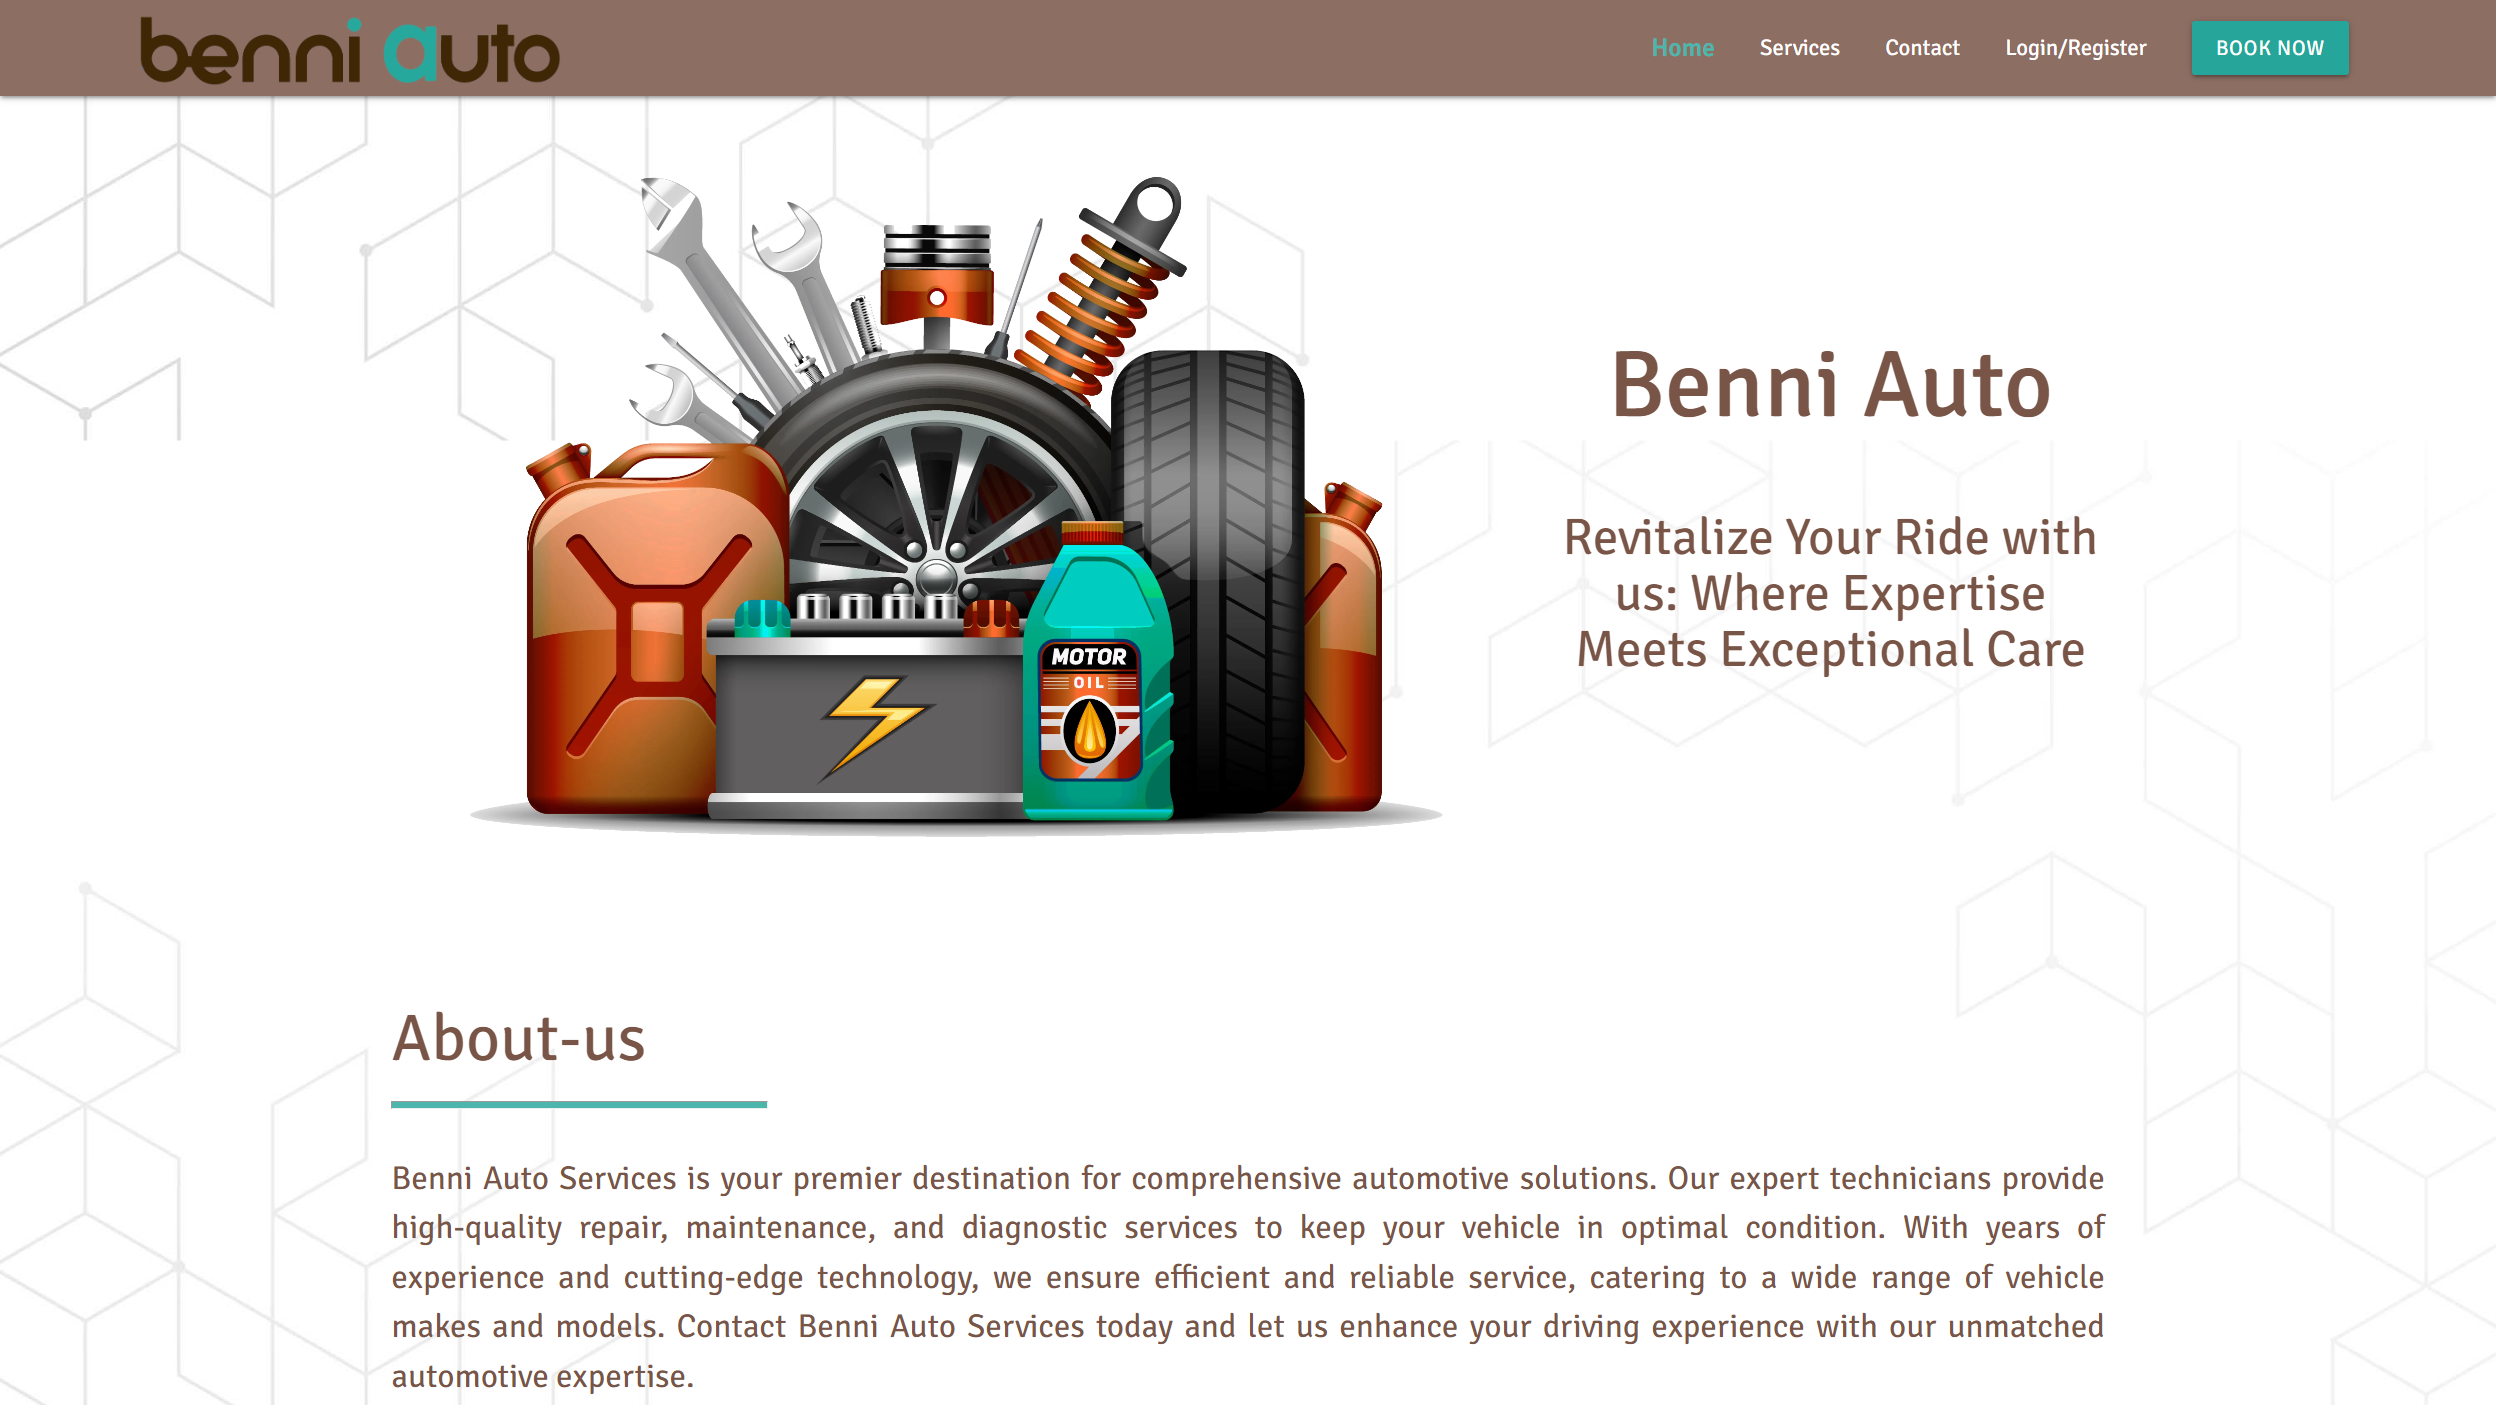 benni auto
Home
Services
Contact
Login/Register
BOOK NOW
Benni Auto
Revitalize Your Ride with
us: Where Expertise
Meets Exceptional Care
MOTOR
OIL
About-us
Benni Auto Services is your premier destination for comprehensive automotive solutions. Our expert technicians provide
high-quality repair, maintenance, and diagnostic services to keep your vehicle in optimal condition. With years of
experience and cutting-edge technology, we ensure efficient and reliable service, catering to a wide range of vehicle
makes and models. Contact Benni Auto Services today and let us enhance your driving experience with our unmatched
automotive expertise.